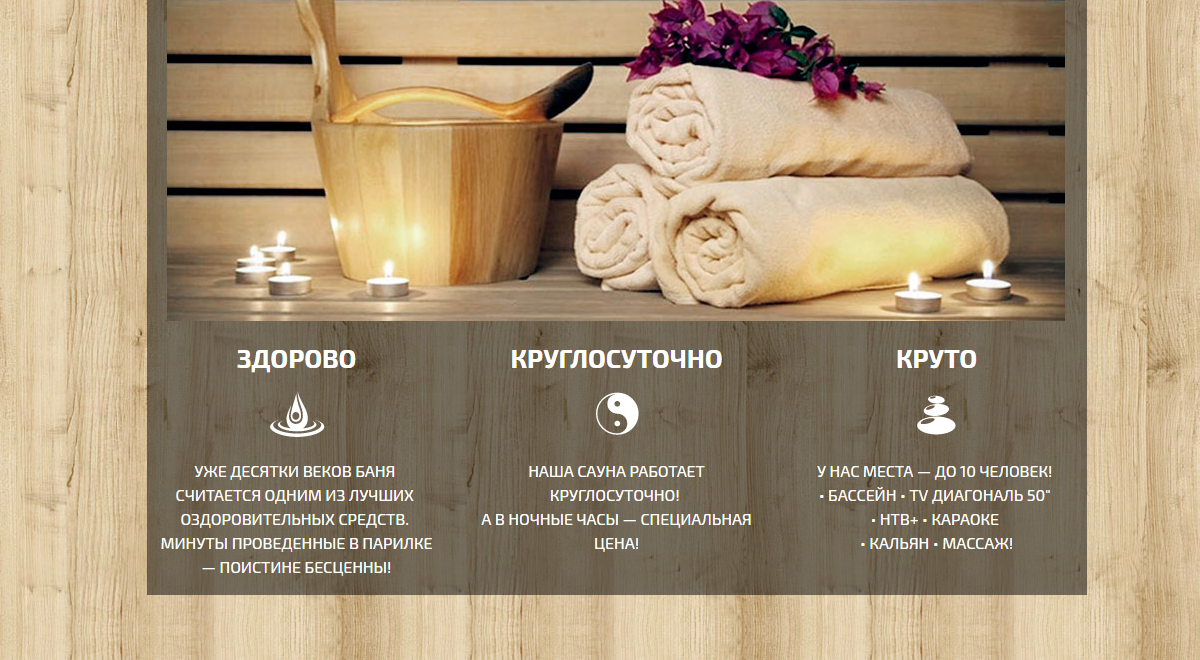 ЗДОРОВО
УЖЕ ДЕСЯТКИ ВЕКОВ БАНЯ
СЧИТАЕТСЯ ОДНИМ ИЗ ЛУЧШИХ
ОЗДОРОВИТЕЛЬНЫХ СРЕДСТВ.
МИНУТЫ ПРОВЕДЕННЫЕ В ПАРИЛКЕ
— ПОИСТИНЕ БЕСЦЕННЫ!
КРУГЛОСУТОЧНО
НАША САУНА РАБОТАЕТ
КРУГЛОСУТОЧНО!
А В НОЧНЫЕ ЧАСЫ — СПЕЦИАЛЬНАЯ
ЦЕНА!
КРУТО
У НАС МЕСТА — ДО 10 ЧЕЛОВЕК!
• БАССЕЙН • TV ДИАГОНАЛЬ 50"
• НТВ+ • КАРАОКЕ
• КАЛЬЯН • МАССАЖ!